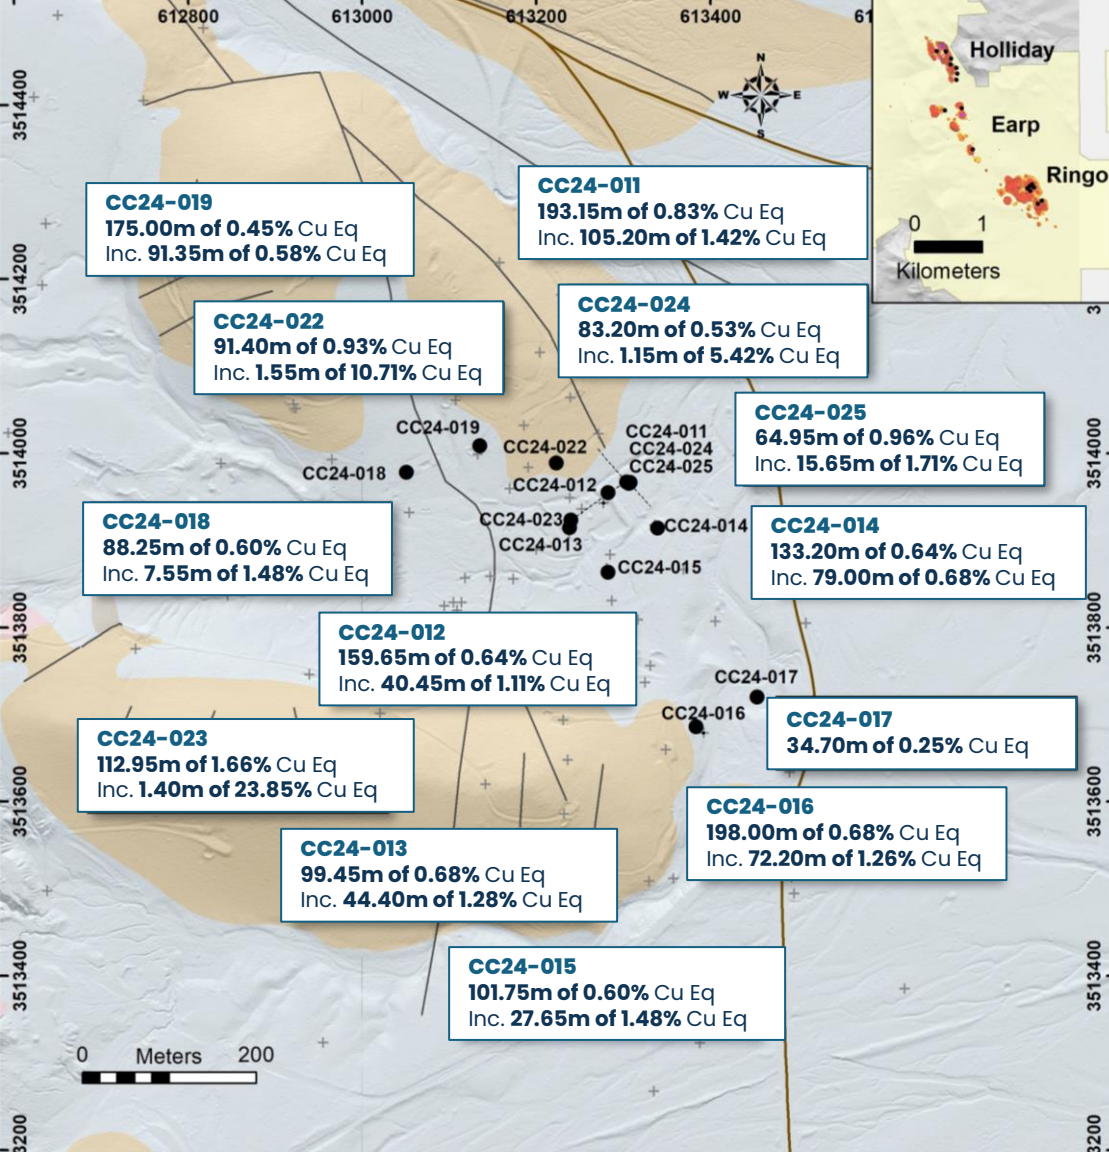 612800
613000
613200
613400
61
3514400
3514200
3514000
3513800
3513600
3513400
3200
N
W
E
S
Holliday
Earp
Ringo
0 1
Kilometers
3
CC24-019
175.00m of 0.45% Cu Eq
Inc. 91.35m of 0.58% Cu Eq
CC24-011
193.15m of 0.83% Cu Eq
Inc. 105.20m of 1.42% Cu Eq
CC24-022
91.40m of 0.93% Cu Eq
Inc. 1.55m of 10.71% Cu Eq
CC24-024
83.20m of 0.53% Cu Eq
Inc. 1.15m of 5.42% Cu Eq
CC24-025
64.95m of 0.96% Cu Eq
Inc. 15.65m of 1.71% Cu Eq
CC24-019
CC24-011
CC24-024
CC24-025
CC24-022
CC24-018
CC24-012
CC24-023
CC24-014
CC24-013
CC24-015
CC24-018
88.25m of 0.60% Cu Eq
Inc. 7.55m of 1.48% Cu Eq
CC24-014
133.20m of 0.64% Cu Eq
Inc. 79.00m of 0.68% Cu Eq
CC24-012
159.65m of 0.64% Cu Eq
Inc. 40.45m of 1.11% Cu Eq
CC24-017
CC24-016
CC24-017
34.70m of 0.25% Cu Eq
CC24-023
112.95m of 1.66% Cu Eq
Inc. 1.40m of 23.85% Cu Eq
CC24-016
198.00m of 0.68% Cu Eq
Inc. 72.20m of 1.26% Cu Eq
CC24-013
99.45m of 0.68% Cu Eq
Inc. 44.40m of 1.28% Cu Eq
CC24-015
101.75m of 0.60% Cu Eq
Inc. 27.65m of 1.48% Cu Eq
0 Meters 200
3514000
3513800
3513600
3513400
3200